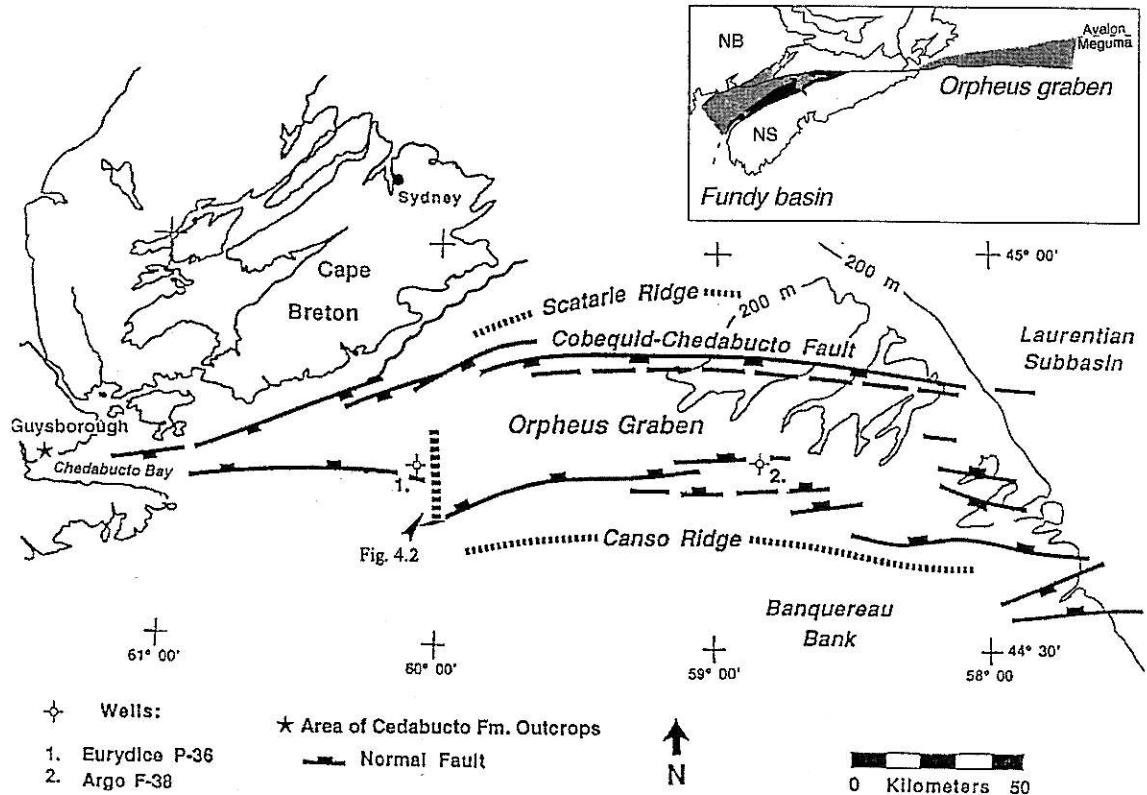 NB
Avalon
Meguma
Orpheus graben
NS
Fundy basin
Sydney
45° 00'
200 m
Cape
Breton
Scatarie Ridge
200 m
Cobequid-Chedabucto Fault
Laurentian
Subbasin
Guysborough
Orpheus Graben
Chedabucto Bay
1.
2.
Fig. 4.2
Canso Ridge
Banquereau
Bank
61° 00'
60° 00'
59° 00'
44° 30'
58° 00
Wells:
1. Eurydice P-36
2. Argo F-38
Area of Cedabucto Fm. Outcrops
Normal Fault
N
0 Kilometers 50